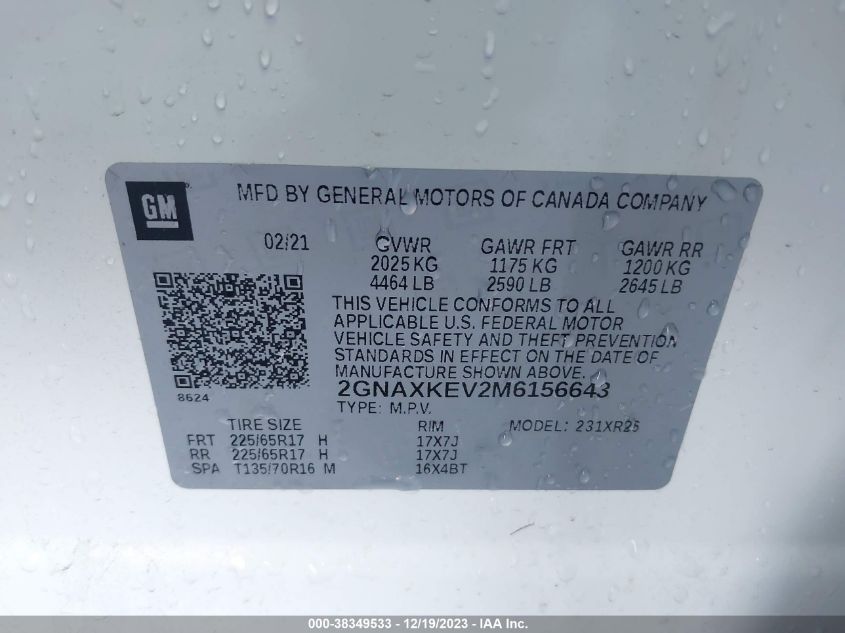 GM
MFD BY GENERAL MOTORS OF CANADA COMPANY
02/21 GVWR GAWR FRT GAWR RR
2025 KG 1175 KG 1200 KG
4464 LB 2590 LB 2645 LB
THIS VEHICLE CONFORMS TO ALL
APPLICABLE U.S. FEDERAL MOTOR
VEHICLE SAFETY AND THEFT PREVENTION
STANDARDS IN EFFECT ON THE DATE OF
MANUFACTURE SHOWN ABOVE.
8624
2GNAXKEV2M6156643
TYPE: M.P.V.
TIRE SIZE RIM MODEL: 231XR26
FRT 225/65R17 H 17X7J
RR 225/65R17 H 17X7J
SPA T135/70R16 M 16X4BT
000-38349533 - 12/19/2023 - IAA Inc.